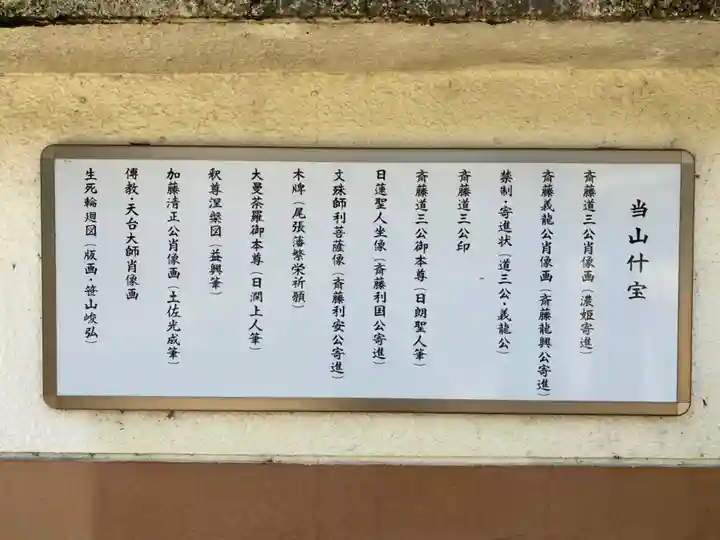 当山什宝
斎藤道三公肖像画(濃姫寄進)
斎藤義龍公肖像画(斎藤龍興公寄進)
禁制・寄進状(道三公・義龍公)
斎藤道三公印
斎藤道三公御本尊(日朗聖人筆)
日蓮聖人坐像(斎藤利国公寄進)
文珠師利菩薩像(斎藤利安公寄進)
木牌(尾張藩繁栄祈願)
大曼荼羅御本尊(日潤上人筆)
釈尊涅槃図(益興筆)
加藤清正公肖像画(土佐光成筆)
傳教・天台大師肖像画
生死輪廻図(版画・笹山峻弘)